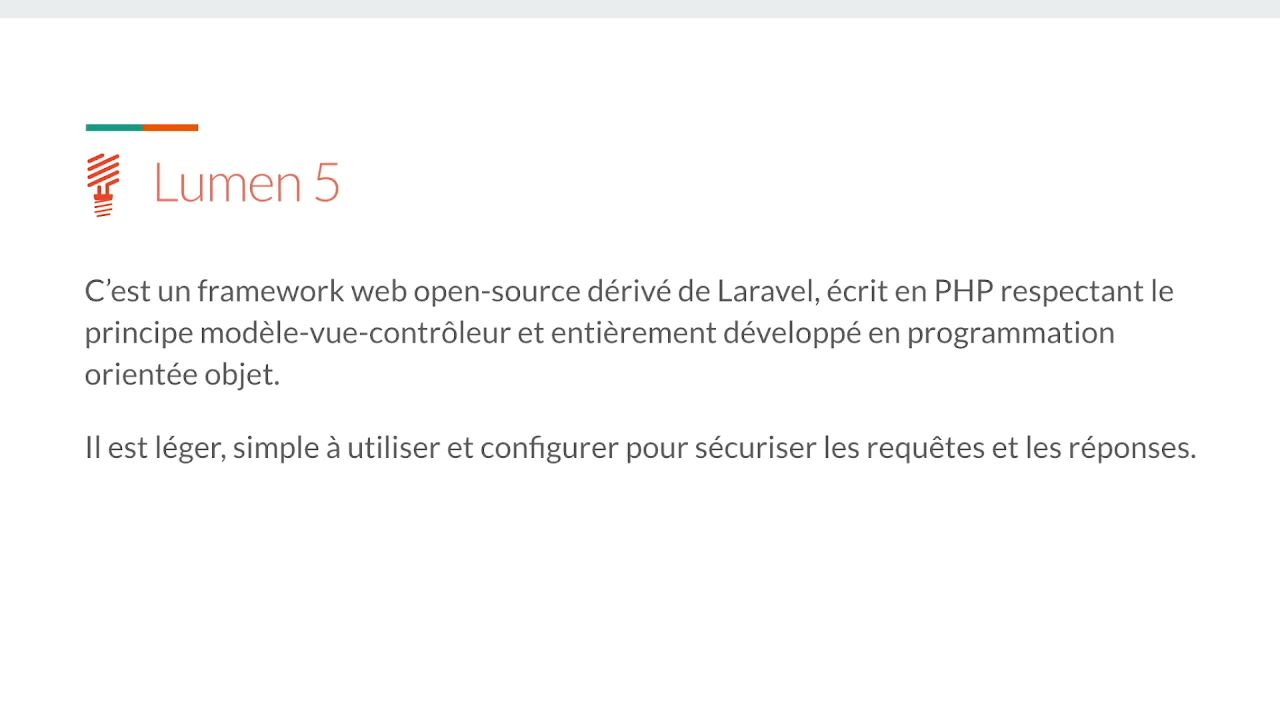 Lumen 5
C’est un framework web open-source dérivé de Laravel, écrit en PHP respectant le
principe modèle-vue-contrôleur et entièrement développé en programmation
orientée objet.
Il est léger, simple à utiliser et configurer pour sécuriser les requêtes et les réponses.